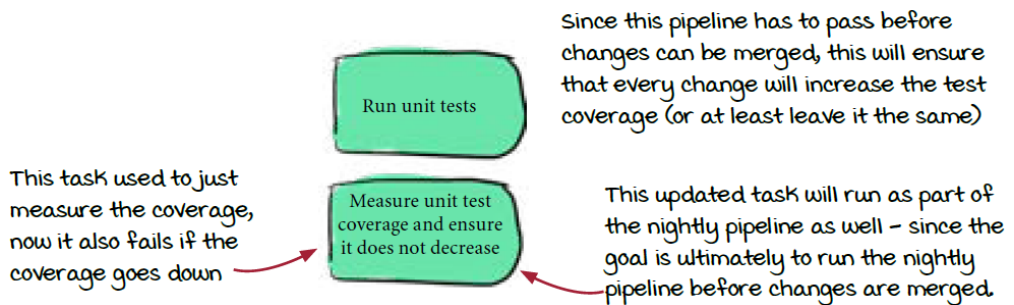 Since this pipeline has to pass before
changes can be merged, this will ensure
that every change will increase the test
coverage (or at least leave it the same)
Run unit tests
This task used to just
measure the coverage,
now it also fails if the
coverage goes down
Measure unit test
coverage and ensure
it does not decrease
This updated task will run as part of
the nightly pipeline as well – since the
goal is ultimately to run the nightly
pipeline before changes are merged.